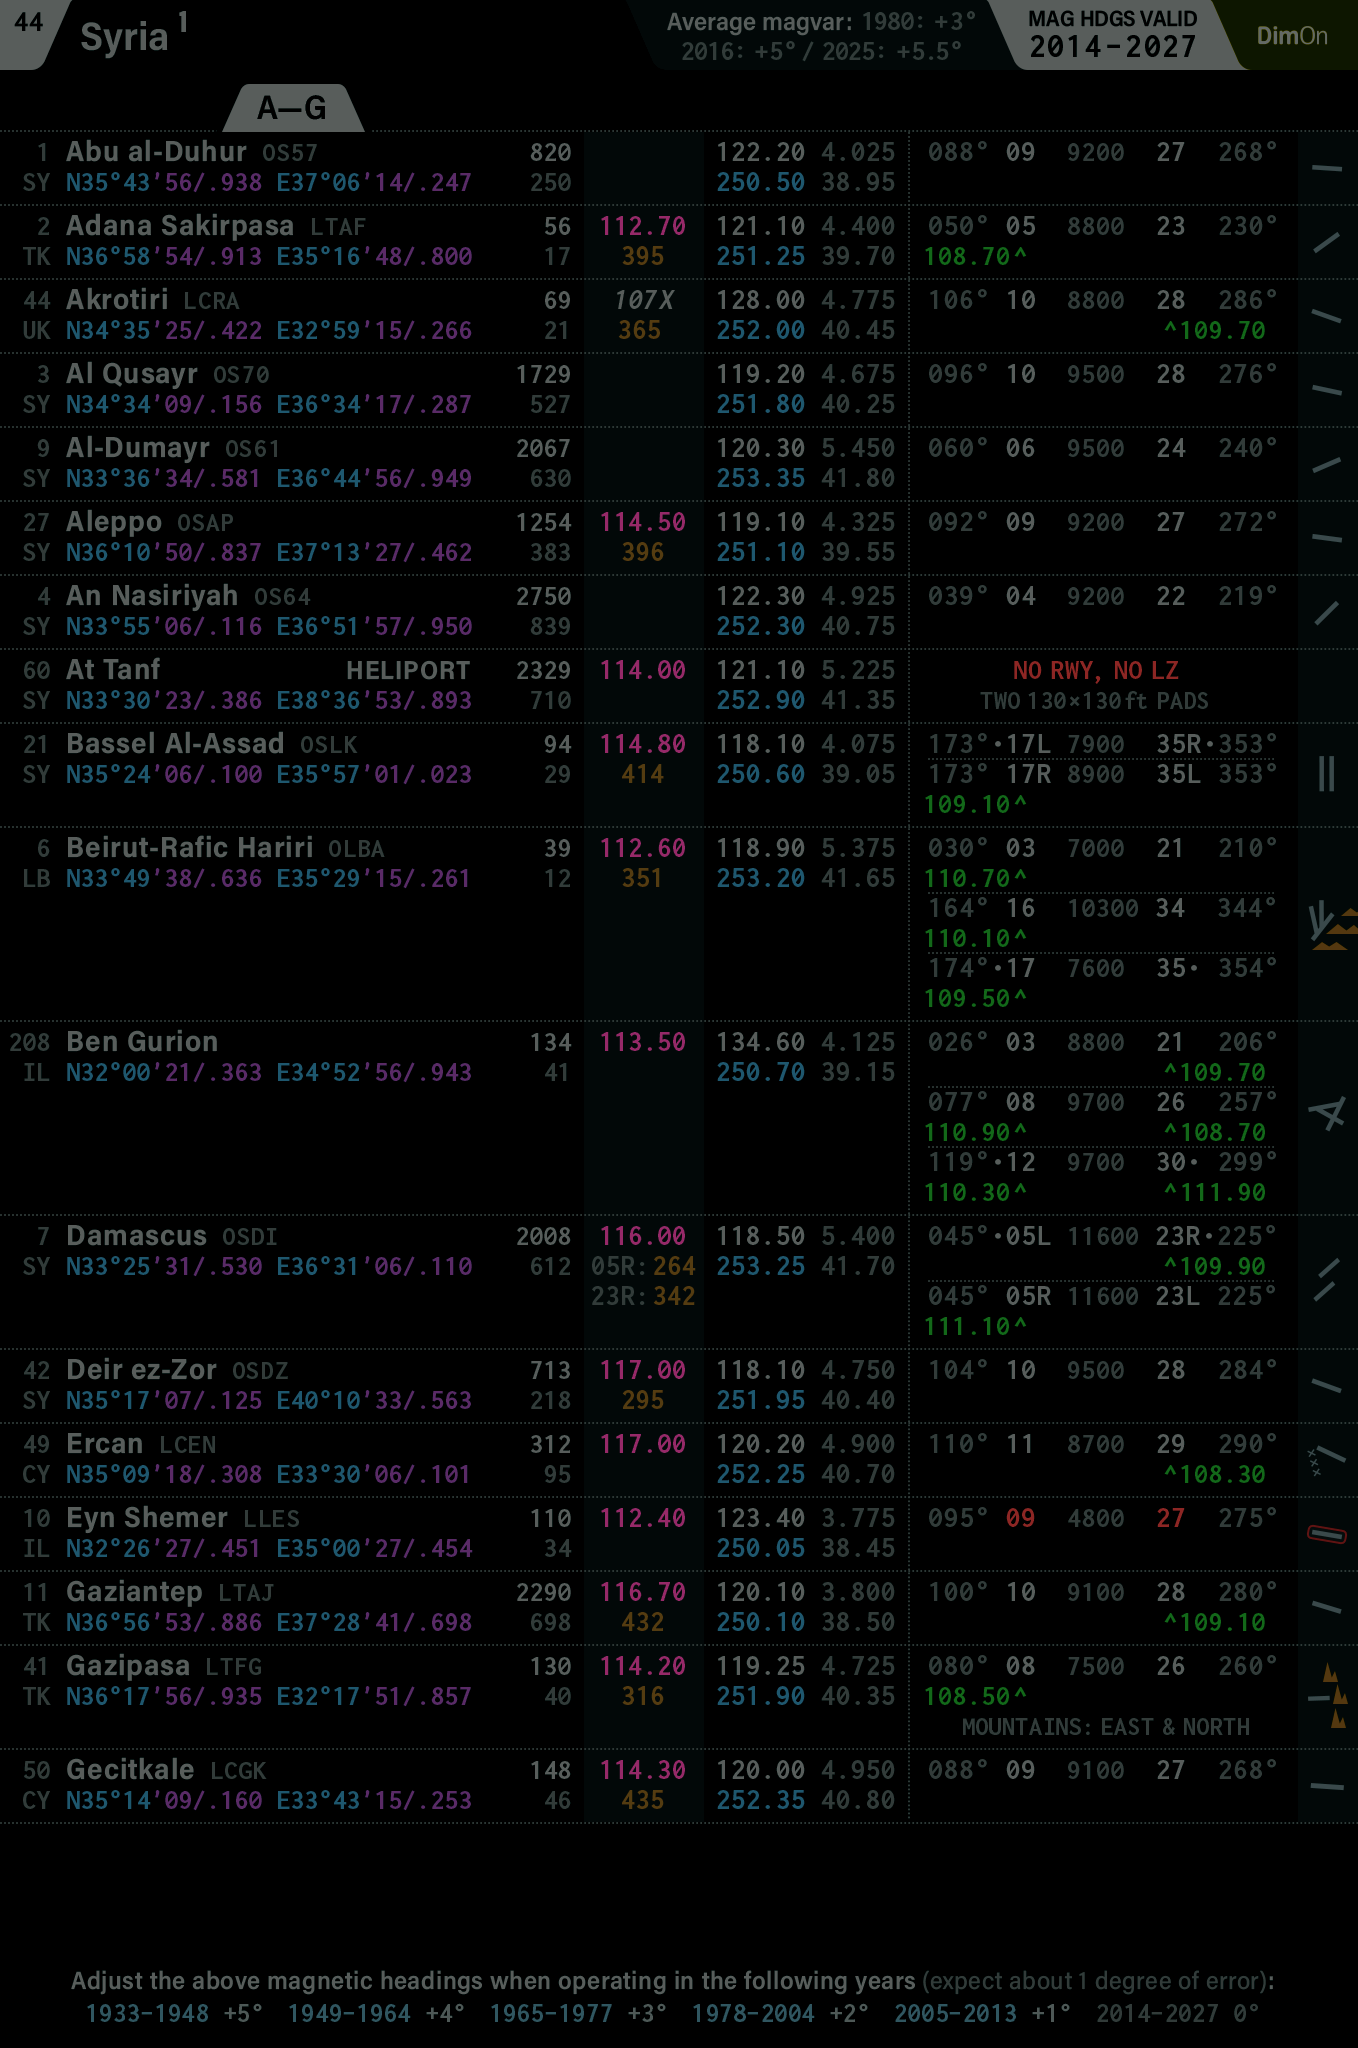 44 Syria 1 Average magvar: 1980: +3° MAG HDGS VALID DimOn
2016: +5° / 2025: +5.5° 2014-2027
A—G
1 Abu al-Duhur OS57 820 122.20 4.025 088° 09 9200 27 268°
SY N35°43'56/.938 E37°06'14/.247 250 250.50 38.95
2 Adana Sakirpasa LTAF 56 112.70 121.10 4.400 050° 05 8800 23 230°
TK N36°58'54/.913 E35°16'48/.800 17 395 251.25 39.70 108.70^
44 Akrotiri LCRA 69 107X 128.00 4.775 106° 10 8800 28 286°
UK N34°35'25/.422 E32°59'15/.266 21 365 252.00 40.45 ^109.70
3 Al Qusayr OS70 1729 119.20 4.675 096° 10 9500 28 276°
SY N34°34'09/.156 E36°34'17/.287 527 251.80 40.25
9 Al-Dumayr OS61 2067 120.30 5.450 060° 06 9500 24 240°
SY N33°36'34/.581 E36°44'56/.949 630 253.35 41.80
27 Aleppo OSAP 1254 114.50 119.10 4.325 092° 09 9200 27 272°
SY N36°10'50/.837 E37°13'27/.462 383 396 251.10 39.55
4 An Nasiriyah OS64 2750 122.30 4.925 039° 04 9200 22 219°
SY N33°55'06/.116 E36°51'57/.950 839 252.30 40.75
60 At Tanf HELIPORT 2329 114.00 121.10 5.225 NO RWY, NO LZ
SY N33°30'23/.386 E38°36'53/.893 710 252.90 41.35 TWO 130×130ft PADS
21 Bassel Al-Assad OSLK 94 114.80 118.10 4.075 173°·17L 7900 35R·353°
SY N35°24'06/.100 E35°57'01/.023 29 414 250.60 39.05 173° 17R 8900 35L 353°
109.10^
6 Beirut-Rafic Hariri OLBA 39 112.60 118.90 5.375 030° 03 7000 21 210°
LB N33°49'38/.636 E35°29'15/.261 12 351 253.20 41.65 110.70^
164° 16 10300 34 344°
110.10^
174°·17 7600 35· 354°
109.50^
208 Ben Gurion 134 113.50 134.60 4.125 026° 03 8800 21 206°
IL N32°00'21/.363 E34°52'56/.943 41 250.70 39.15 ^109.70
077° 08 9700 26 257°
110.90^ ^108.70
119°·12 9700 30· 299°
110.30^ ^111.90
7 Damascus OSDI 2008 116.00 118.50 5.400 045°·05L 11600 23R·225°
SY N33°25'31/.530 E36°31'06/.110 612 05R:264 253.25 41.70 ^109.90
23R:342 045° 05R 11600 23L 225°
111.10^
42 Deir ez-Zor OSDZ 713 117.00 118.10 4.750 104° 10 9500 28 284°
SY N35°17'07/.125 E40°10'33/.563 218 295 251.95 40.40
49 Ercan LCEN 312 117.00 120.20 4.900 110° 11 8700 29 290°
CY N35°09'18/.308 E33°30'06/.101 95 252.25 40.70 ^108.30
10 Eyn Shemer LLES 110 112.40 123.40 3.775 095° 09 4800 27 275°
IL N32°26'27/.451 E35°00'27/.454 34 250.05 38.45
11 Gaziantep LTAJ 2290 116.70 120.10 3.800 100° 10 9100 28 280°
TK N36°56'53/.886 E37°28'41/.698 698 432 250.10 38.50 ^109.10
41 Gazipasa LTFG 130 114.20 119.25 4.725 080° 08 7500 26 260°
TK N36°17'56/.935 E32°17'51/.857 40 316 251.90 40.35 108.50^
MOUNTAINS: EAST & NORTH
50 Gecitkale LCGK 148 114.30 120.00 4.950 088° 09 9100 27 268°
CY N35°14'09/.160 E33°43'15/.253 46 435 252.35 40.80
Adjust the above magnetic headings when operating in the following years (expect about 1 degree of error):
1933-1948 +5° 1949-1964 +4° 1965-1977 +3° 1978-2004 +2° 2005-2013 +1° 2014-2027 0°